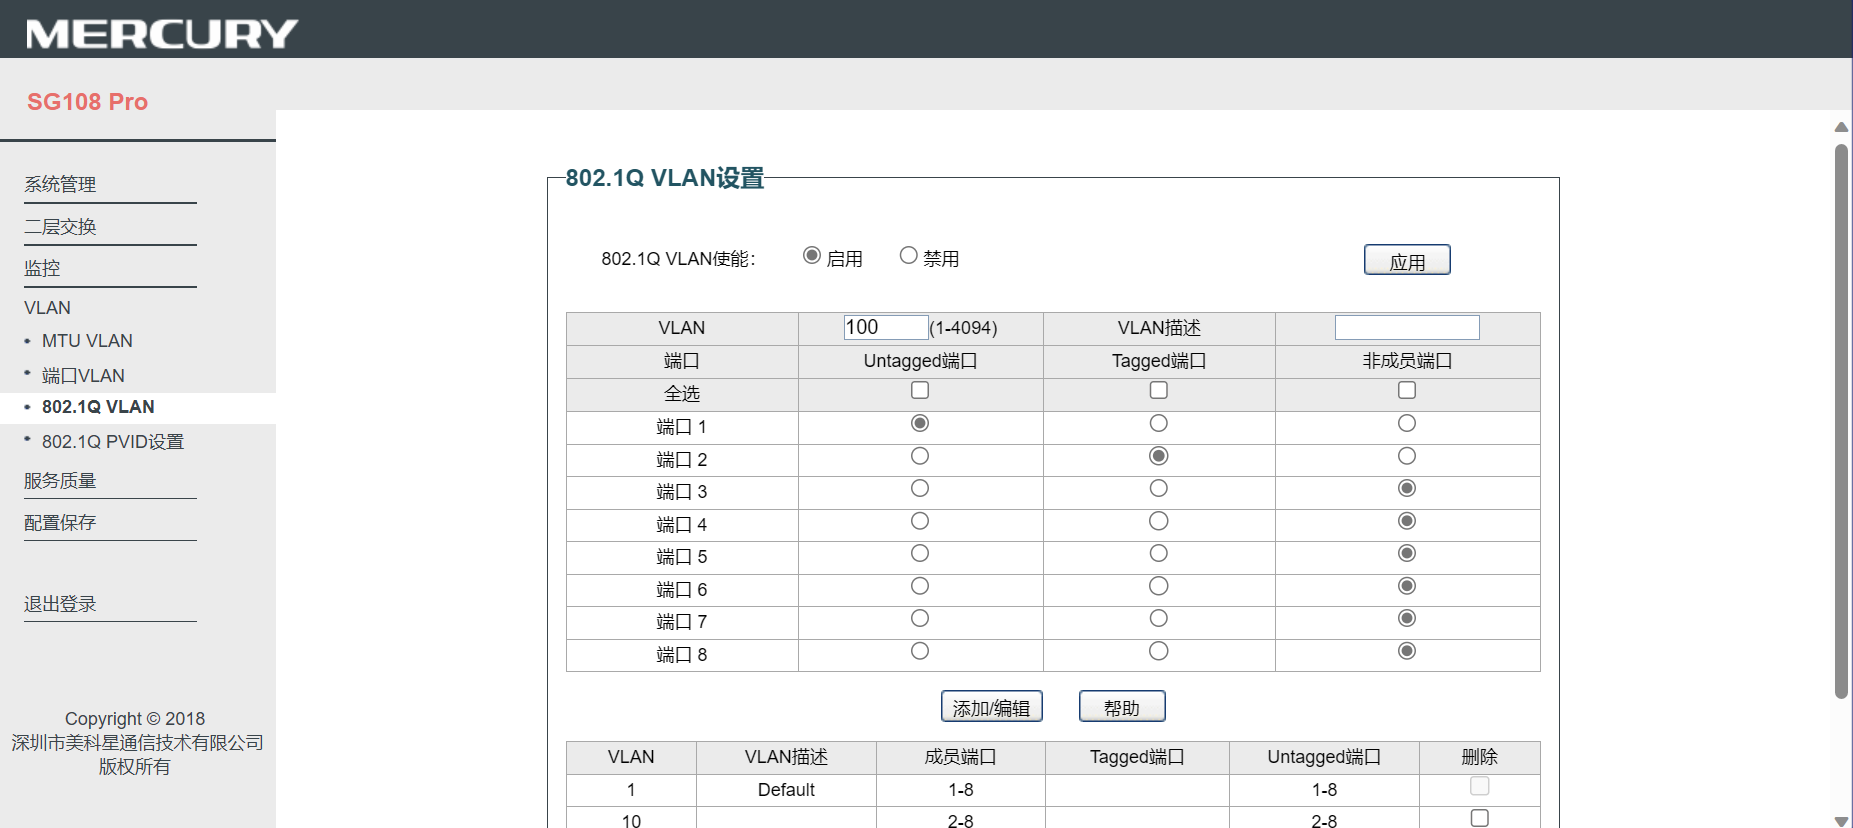 MERCURY
SG108 Pro
系统管理
二层交换
监控
VLAN
MTU VLAN
端口VLAN
802.1Q VLAN
802.1Q PVID设置
服务质量
配置保存
退出登录
Copyright © 2018
深圳市美科星通信技术有限公司
版权所有
802.1Q VLAN设置
802.1Q VLAN使能: 启用 禁用 应用
VLAN 100 (1-4094) VLAN描述
端口 Untagged端口 Tagged端口 非成员端口
全选
端口 1
端口 2
端口 3
端口 4
端口 5
端口 6
端口 7
端口 8
添加/编辑 帮助
VLAN VLAN描述 成员端口 Tagged端口 Untagged端口 删除
1 Default 1-8 1-8
10 2-8 2-8